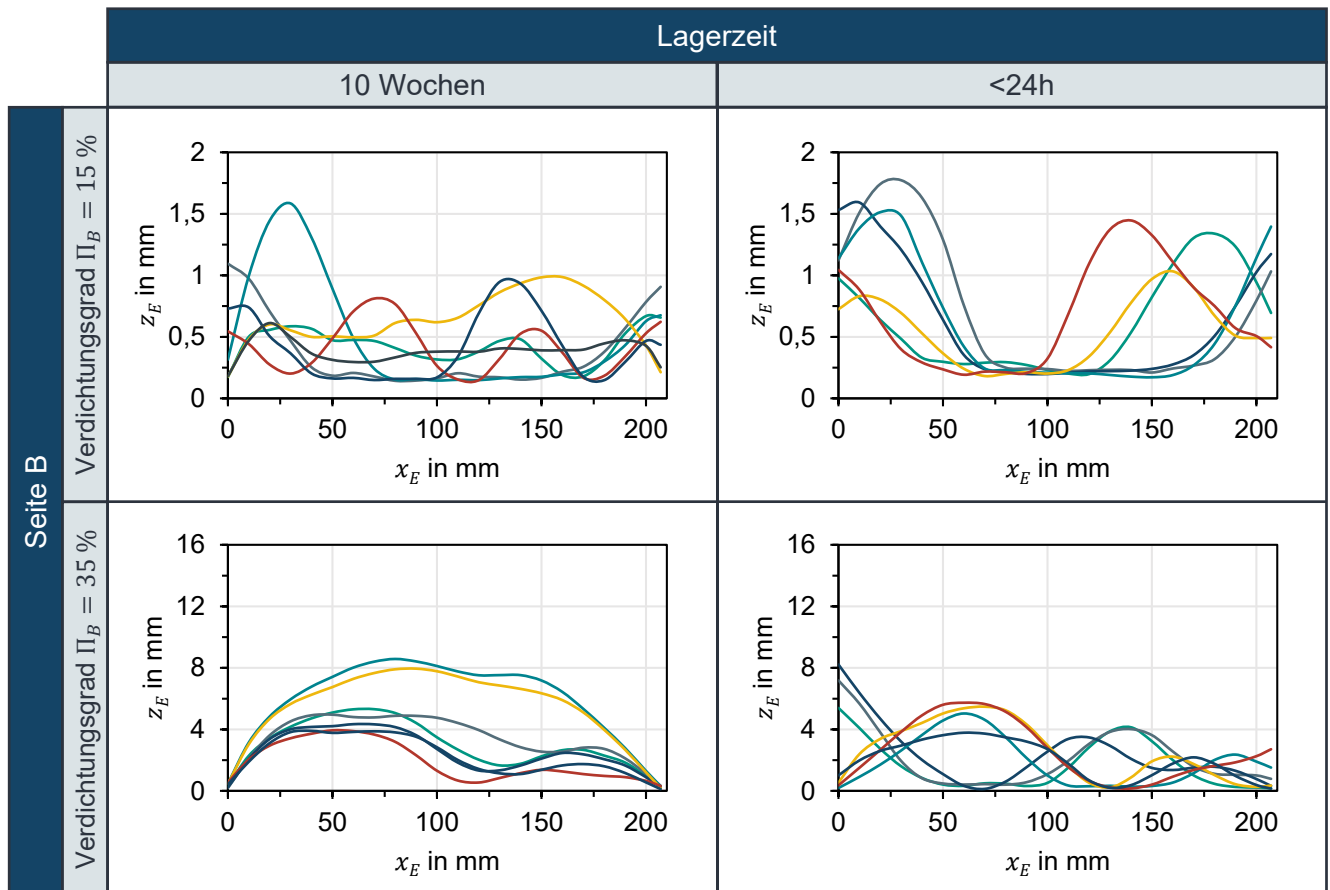 Lagerzeit
10 Wochen
<24h
Seite B
Verdichtungsgrad Π_B = 15 %
2
1,5
1
0,5
0
z_E in mm
0 50 100 150 200
x_E in mm
2
1,5
1
0,5
0
z_E in mm
0 50 100 150 200
x_E in mm
Verdichtungsgrad Π_B = 35 %
16
12
8
4
0
z_E in mm
0 50 100 150 200
x_E in mm
16
12
8
4
0
z_E in mm
0 50 100 150 200
x_E in mm